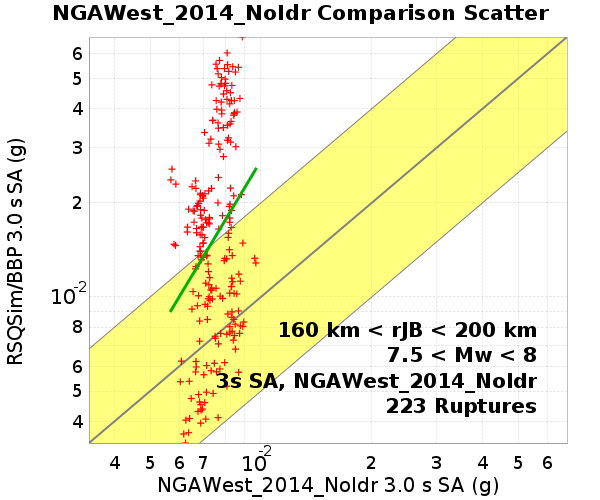 NGAWest_2014_NoIdr Comparison Scatter
RSQSim/BBP 3.0 s SA (g)
6
5
4
3
2
10-2
8
6
5
4
160 km < rJB < 200 km
7.5 < Mw < 8
3s SA, NGAWest_2014_NoIdr
223 Ruptures
4 5 6 7 10-2 2 3 4 5 6
NGAWest_2014_NoIdr 3.0 s SA (g)